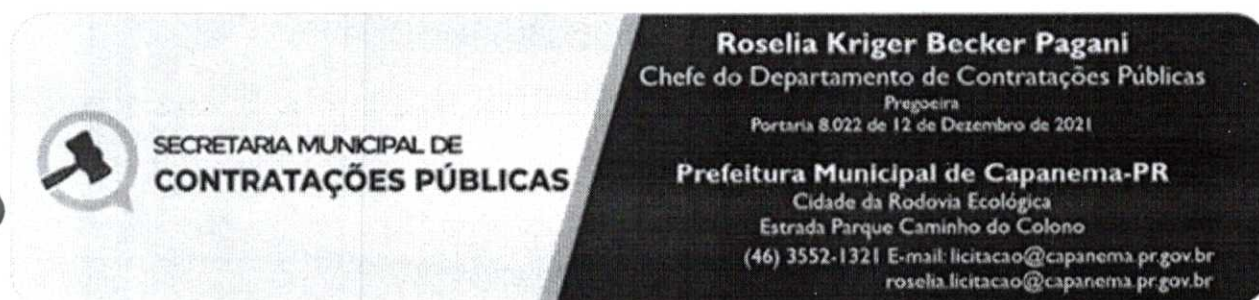 SECRETARIA MUNICIPAL DE
CONTRATAÇÕES PÚBLICAS
Roselia Kriger Becker Pagani
Chefe do Departamento de Contratações Públicas
Pregoeira
Portaria 8.022 de 12 de Dezembro de 2021
Prefeitura Municipal de Capanema-PR
Cidade da Rodovia Ecológica
Estrada Parque Caminho do Colono
(46) 3552-1321 E-mail: licitacao@capanema.pr.gov.br
roselia.licitacao@capanema.pr.gov.br